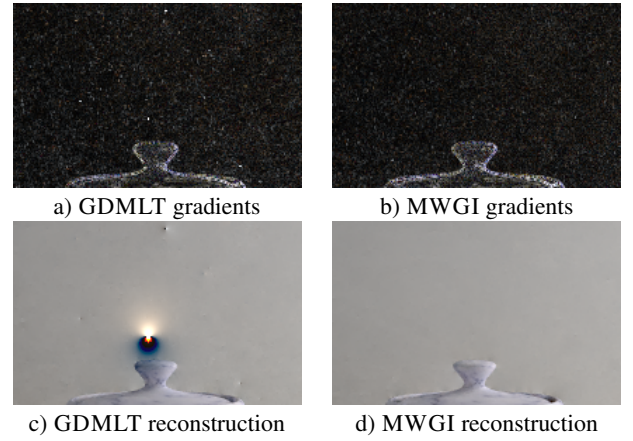 a) GDMLT gradients
b) MWGI gradients
c) GDMLT reconstruction
d) MWGI reconstruction